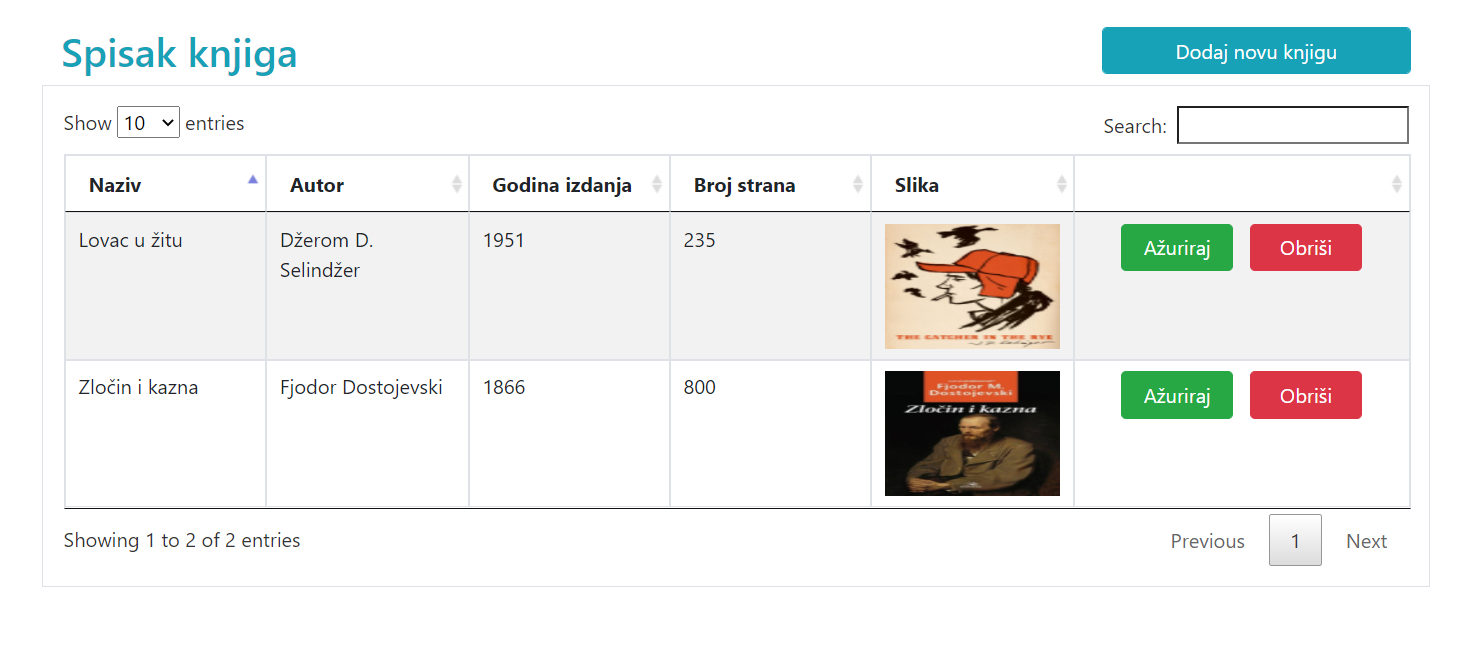 Spisak knjiga
Dodaj novu knjigu
Show 10 entries
Search:
Naziv Autor Godina izdanja Broj strana Slika
Lovac u žitu Džerom D. 1951 235 Ažuriraj Obriši
Selindžer
THE CATCHER IN THE RYE
Zločin i kazna Fjodor Dostojevski 1866 800 Ažuriraj Obriši
Fjodor M.
Dostojevski
Zločin i kazna
Showing 1 to 2 of 2 entries
Previous 1 Next